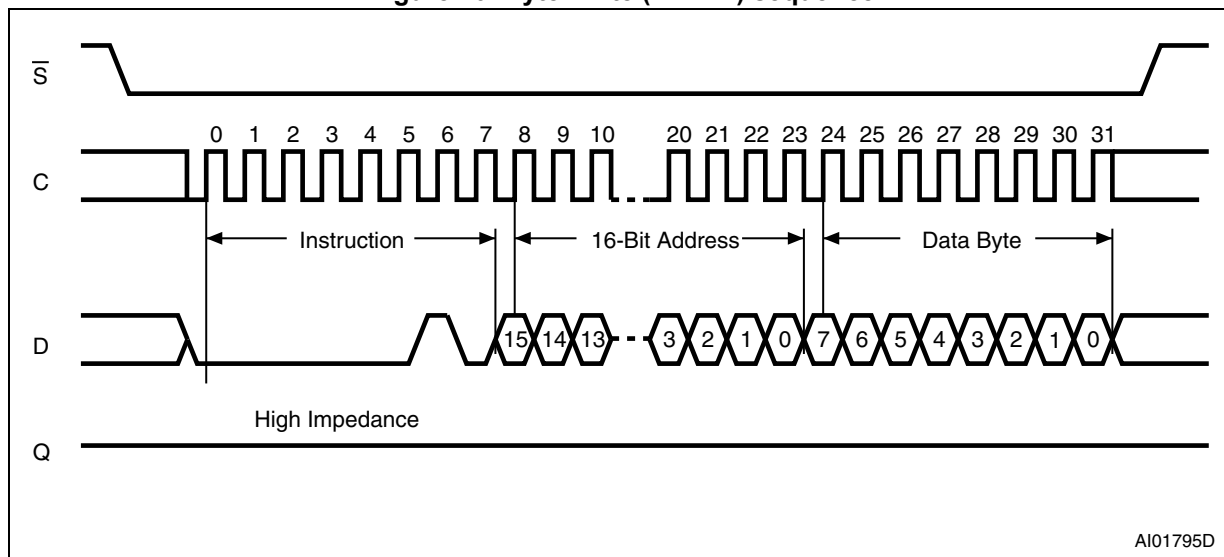 S
0 1 2 3 4 5 6 7 8 9 10 20 21 22 23 24 25 26 27 28 29 30 31
C
Instruction 16-Bit Address Data Byte
D 15 14 13 3 2 1 0 7 6 5 4 3 2 1 0
High Impedance
Q
AI01795D